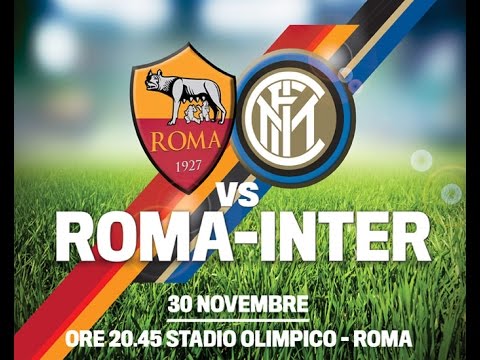 ROMA
1927
VS
ROMA-INTER
30 NOVEMBRE
ORE 20.45 STADIO OLIMPICO - ROMA